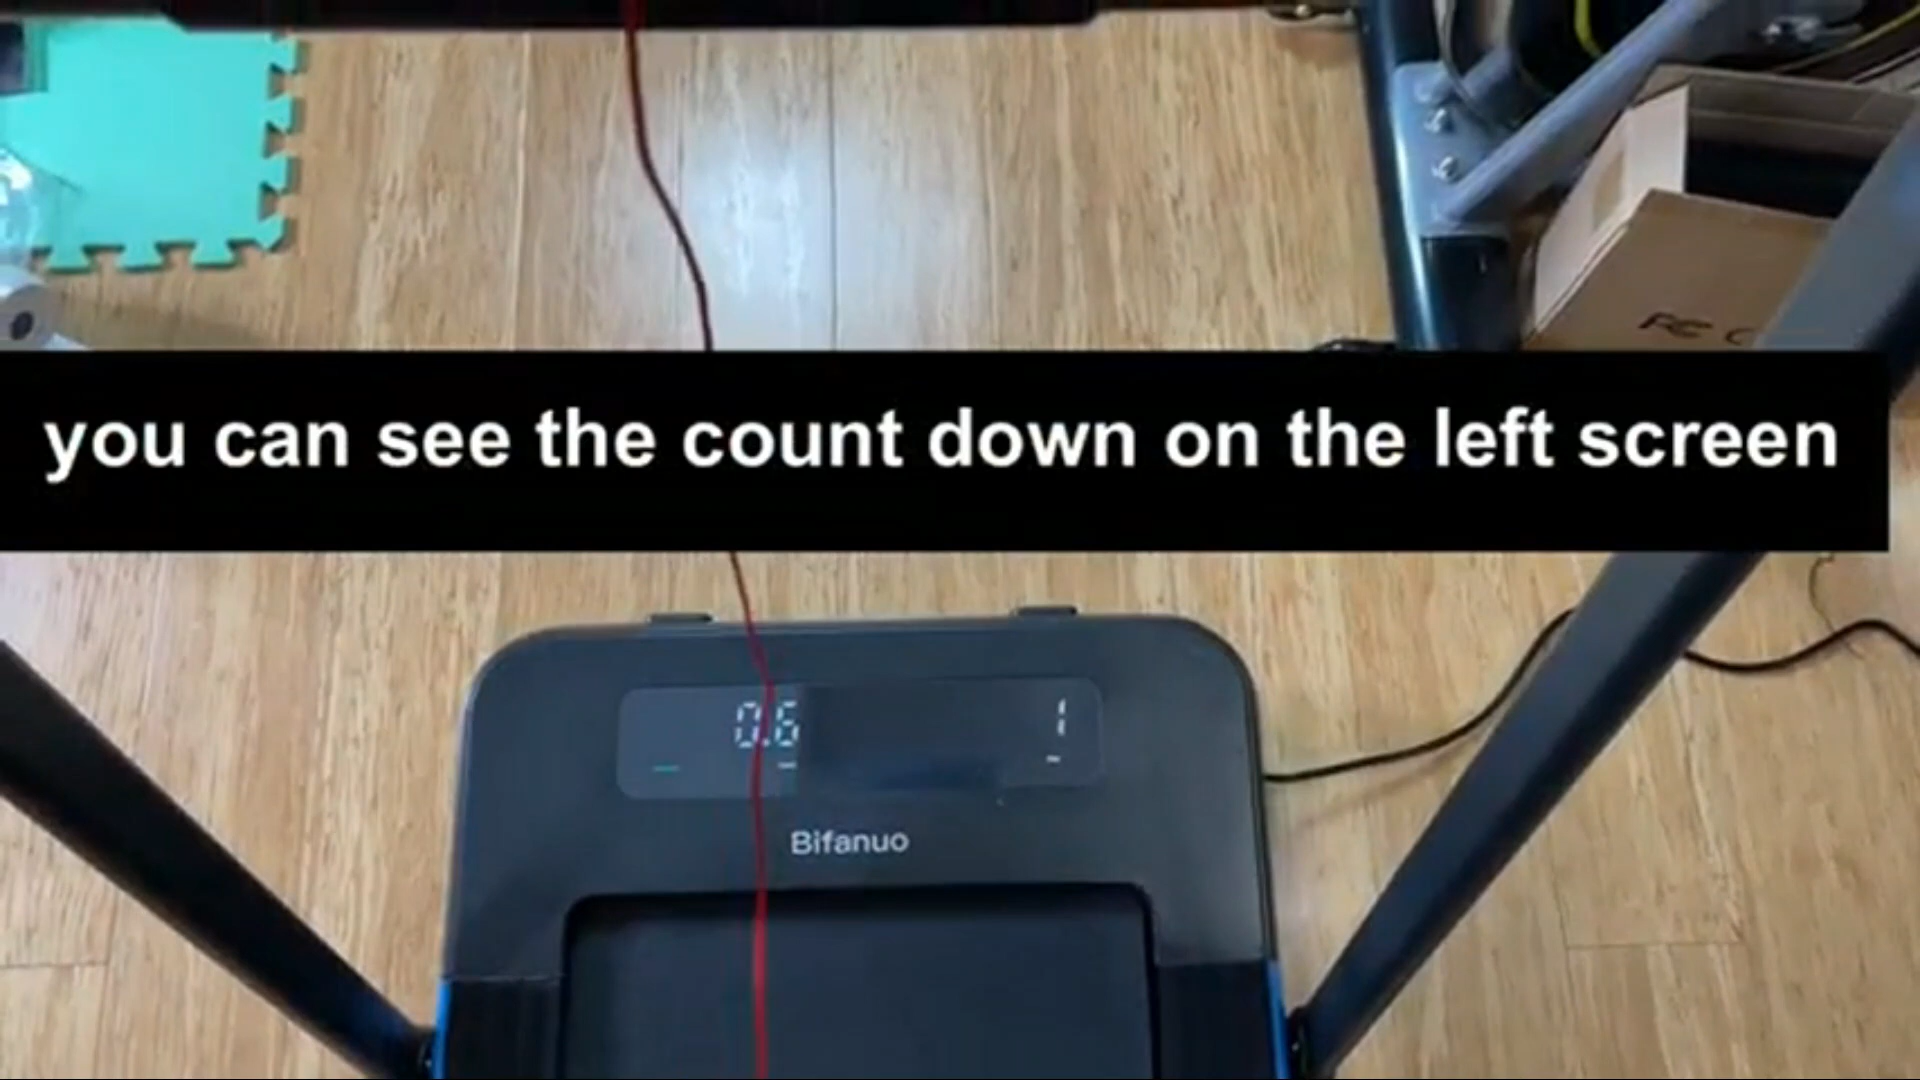 you can see the count down on the left screen
0.6
1
Bifanuo